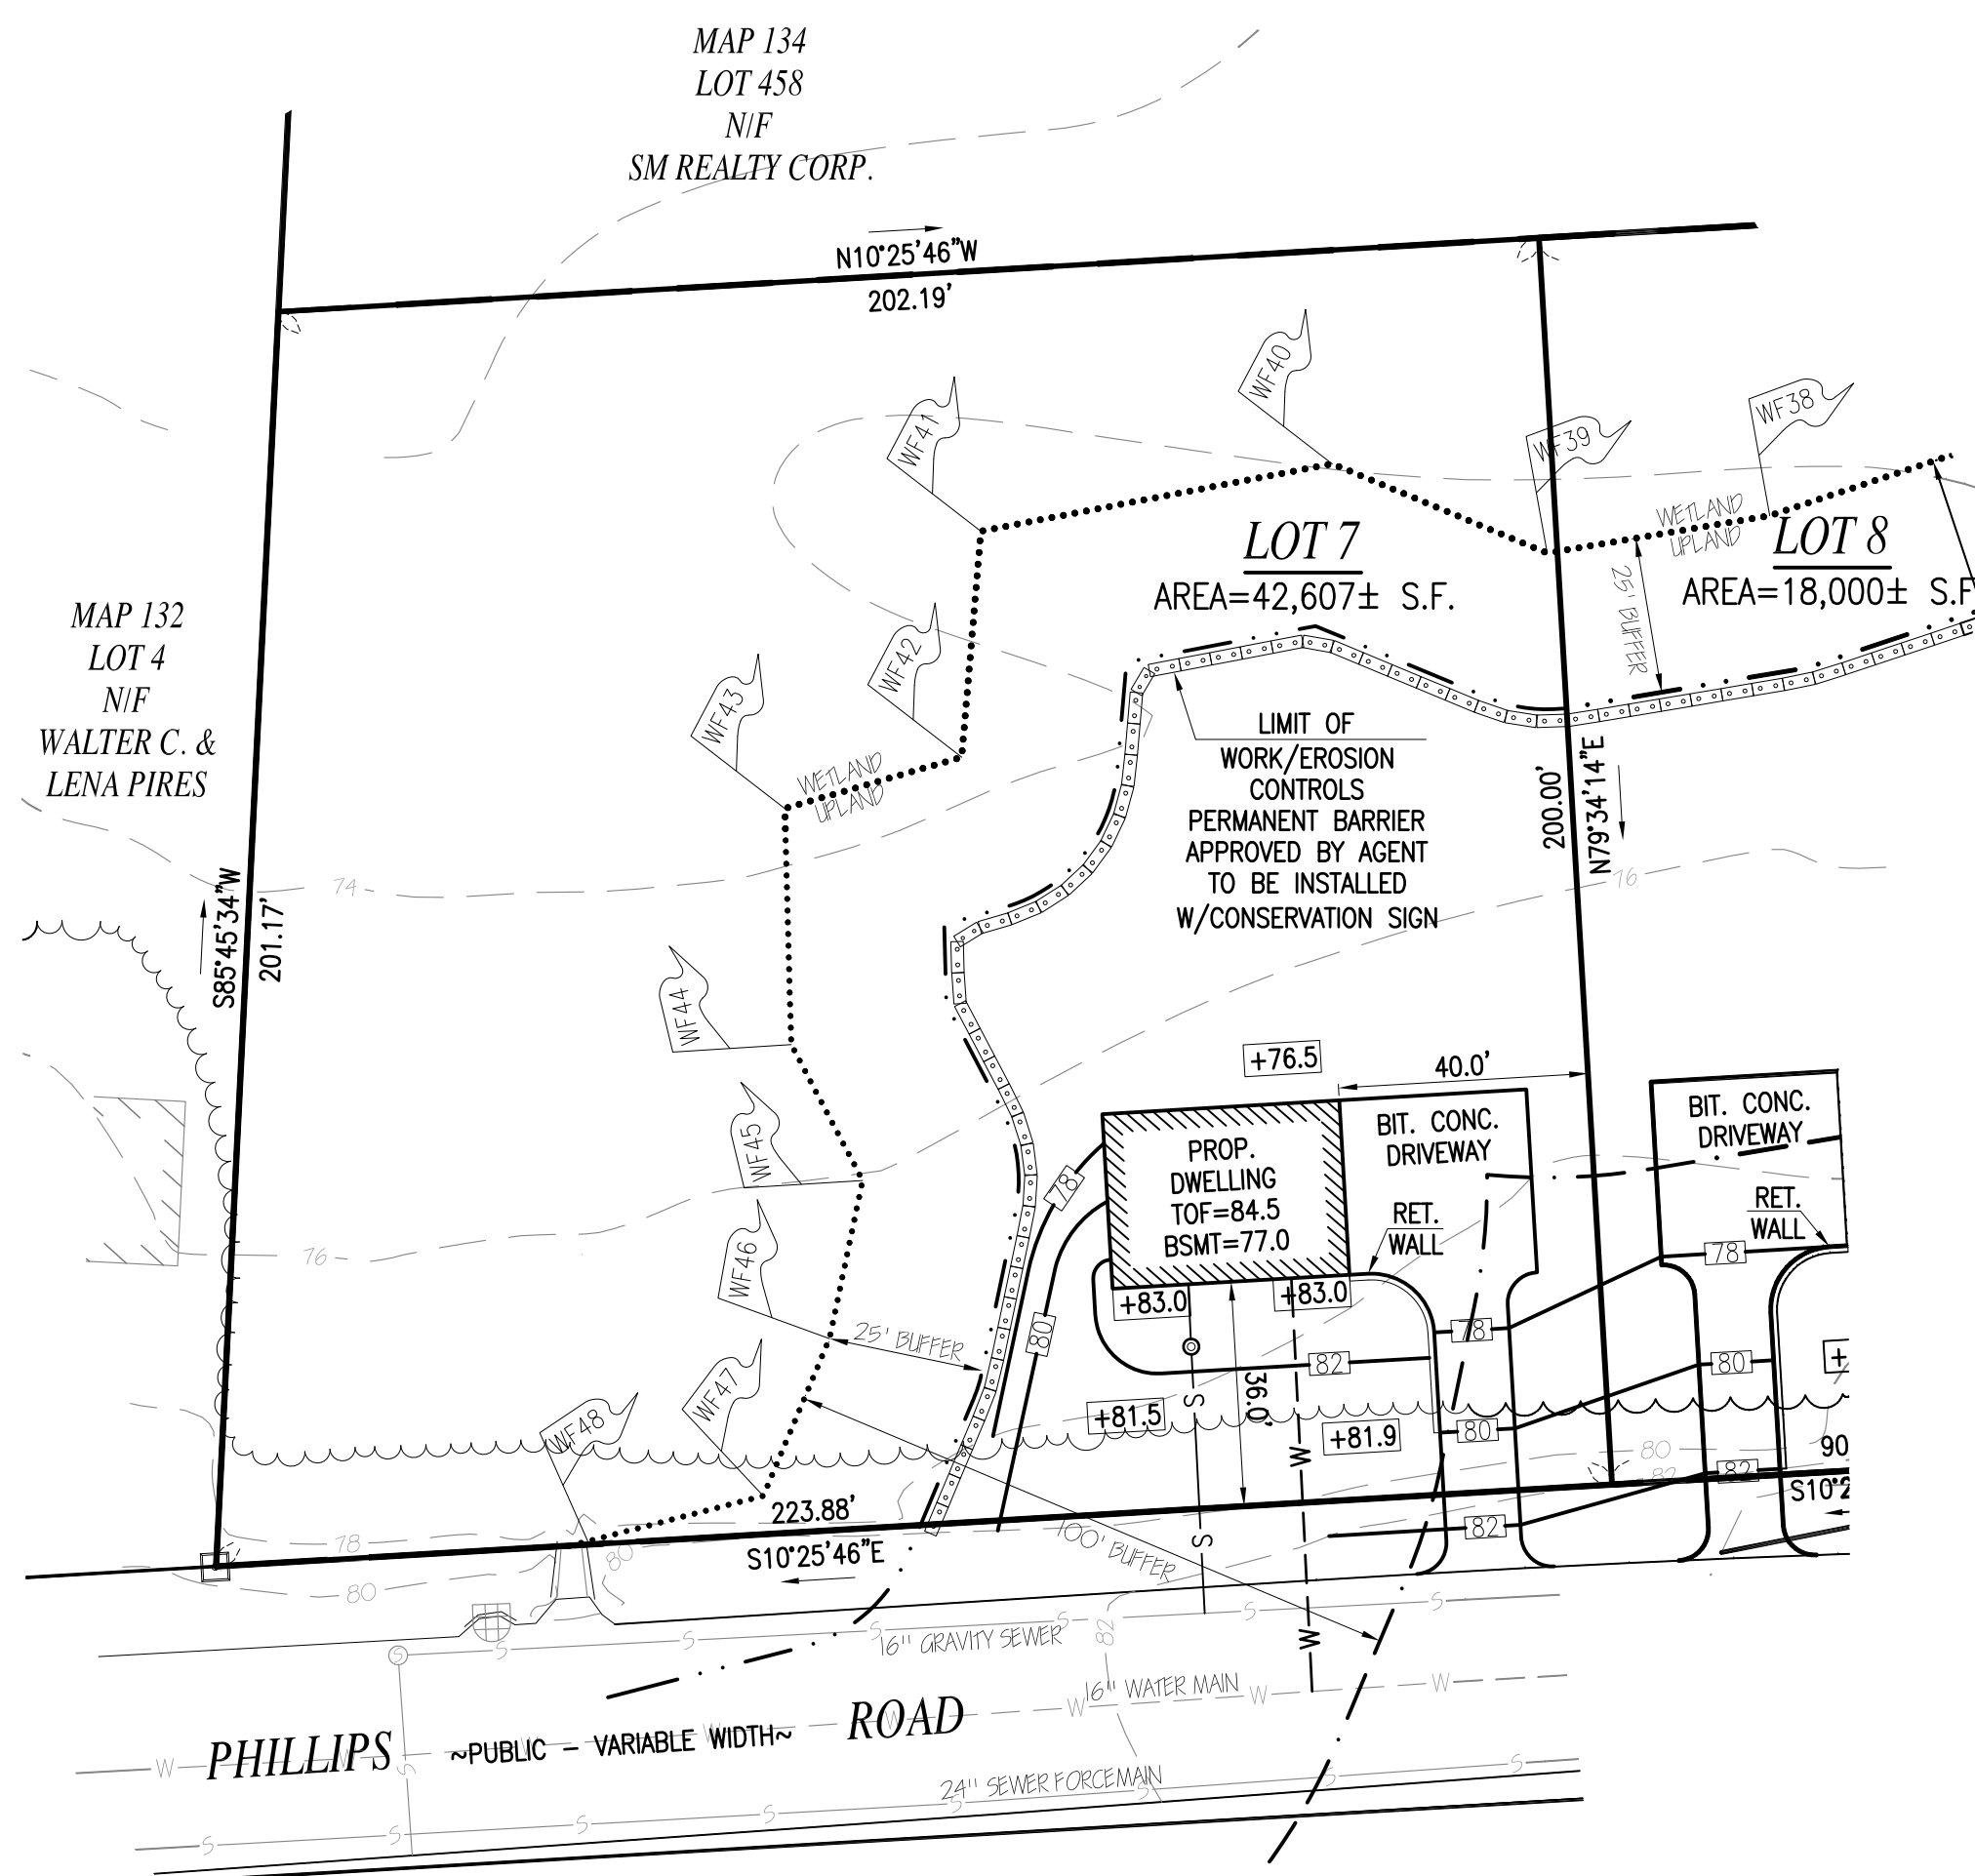 MAP 134
LOT 458
N/F
SM REALTY CORP.
N10°25'46"W
202.19'
WF40
WF41
WF38
WF39
WETLAND
UPLAND
LOT 7
AREA=42,607± S.F.
LOT 8
AREA=18,000± S.F
25' BUFFER
MAP 132
LOT 4
N/F
WALTER C. &
LENA PIRES
WF42
WF43
WETLAND
UPLAND
LIMIT OF
WORK/EROSION
CONTROLS
PERMANENT BARRIER
APPROVED BY AGENT
TO BE INSTALLED
W/CONSERVATION SIGN
200.00'
N79°34'14"E
74
76
S85°45'34"W
201.17'
WF44
+76.5
40.0'
WF45
PROP.
DWELLING
TOF=84.5
BSMT=77.0
BIT. CONC.
DRIVEWAY
BIT. CONC.
DRIVEWAY
78
RET.
WALL
RET.
WALL
76
WF46
78
+83.0
+83.0
25' BUFFER
80
78
82
80
+
WF47
WF48
36.0'
+81.5
+81.9
80
80
82
82
90
S10°2
S
W
223.88'
S10°25'46"E
78
80
80
100' BUFFER
82
S
W
S
S
S
S
S
S
S
16" GRAVITY SEWER
82
16" WATER MAIN
W
W
W
W
W
W
W
PHILLIPS
~PUBLIC – VARIABLE WIDTH~
ROAD
S
24" SEWER FORCEMAIN
S
S
S
S
S
S
S
S